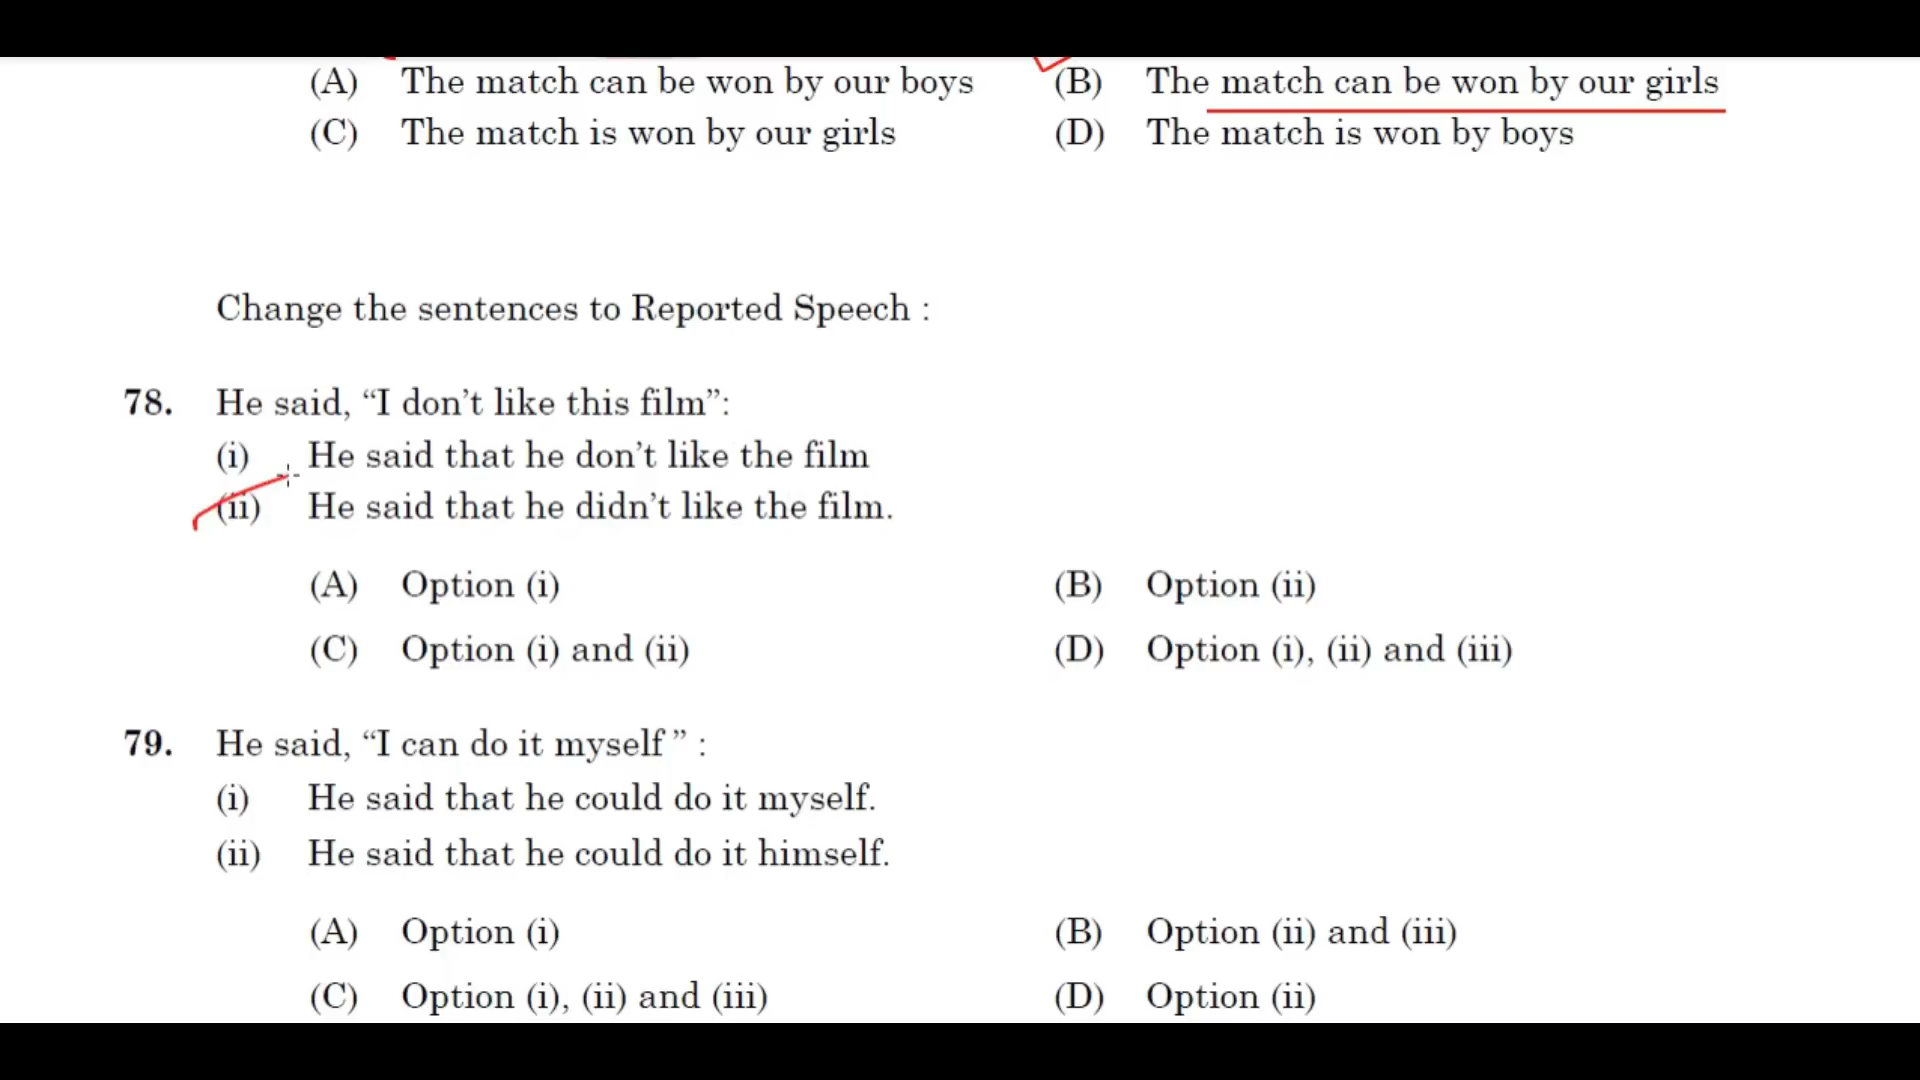 (A) The match can be won by our boys (B) The match can be won by our girls
(C) The match is won by our girls (D) The match is won by boys
Change the sentences to Reported Speech :
78. He said, “I don’t like this film”:
(i) He said that he don’t like the film
(ii) He said that he didn’t like the film.
(A) Option (i) (B) Option (ii)
(C) Option (i) and (ii) (D) Option (i), (ii) and (iii)
79. He said, “I can do it myself ” :
(i) He said that he could do it myself.
(ii) He said that he could do it himself.
(A) Option (i) (B) Option (ii) and (iii)
(C) Option (i), (ii) and (iii) (D) Option (ii)